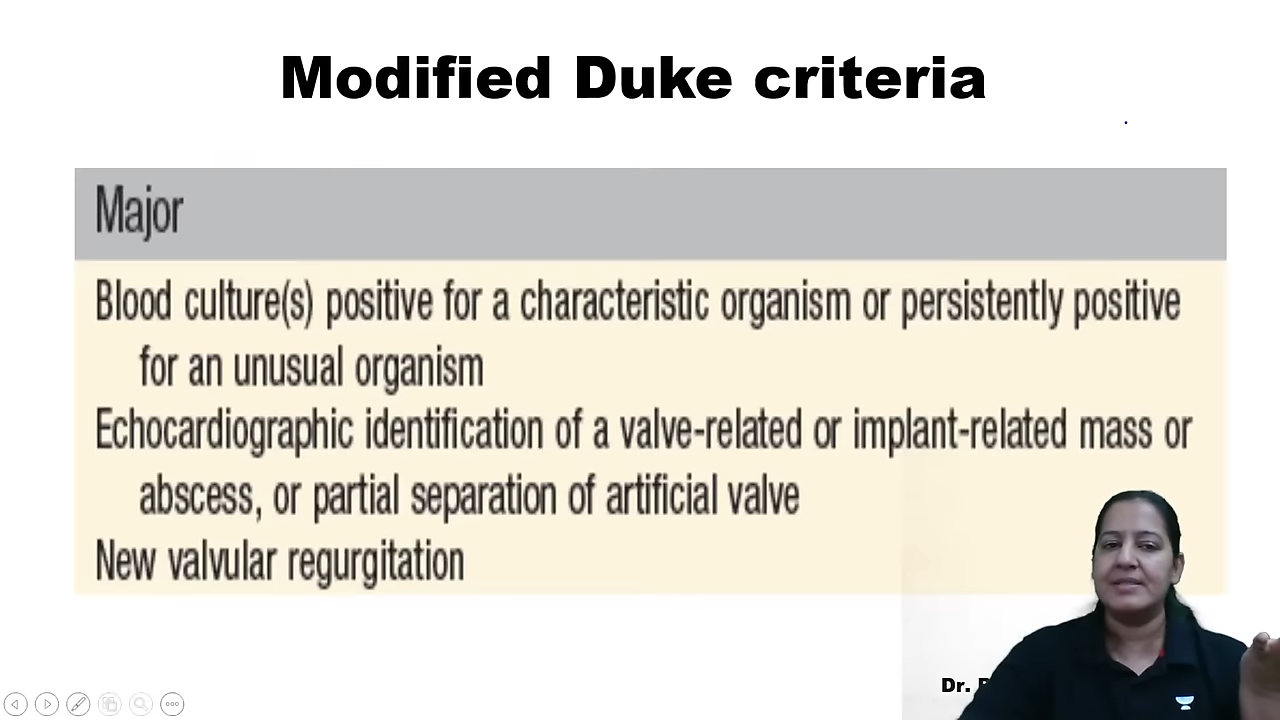 Modified Duke criteria
Major
Blood culture(s) positive for a characteristic organism or persistently positive
for an unusual organism
Echocardiographic identification of a valve-related or implant-related mass or
abscess, or partial separation of artificial valve
New valvular regurgitation
Dr.